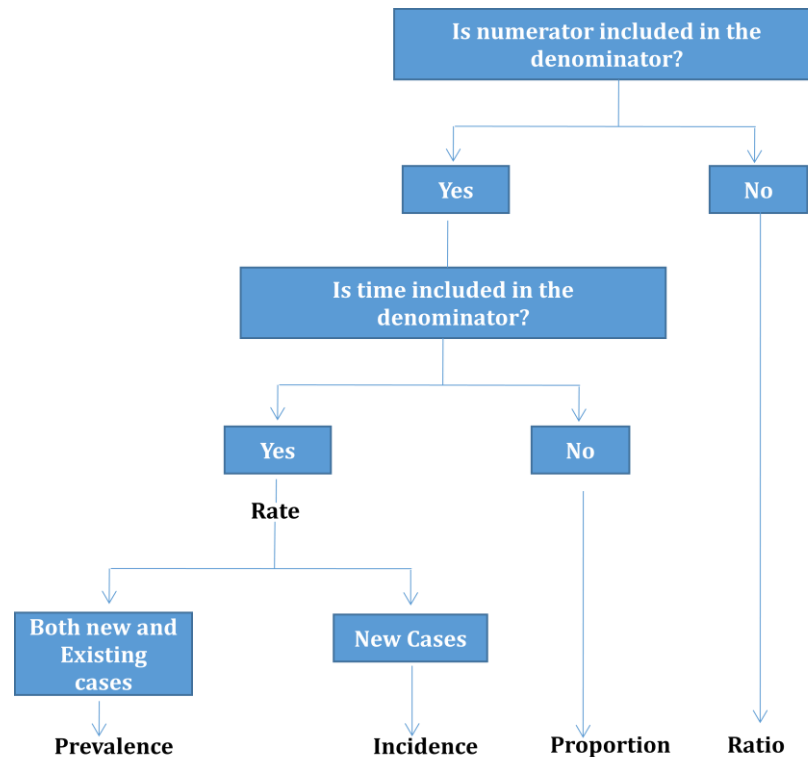 Is numerator included in the
denominator?
Yes
No
Is time included in the
denominator?
Yes
No
Rate
Both new and
Existing
cases
New Cases
Prevalence
Incidence
Proportion
Ratio